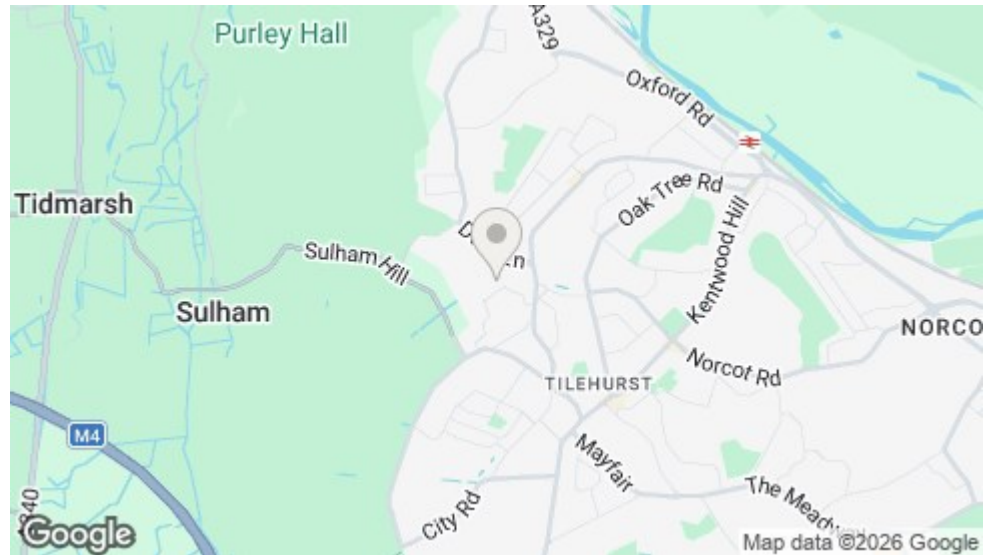 Purley Hall
A329
Oxford Rd
Tidmarsh
Oak Tree Rd
Sulham Hill
Kentwood Hill
Sulham
NORCO
Norcot Rd
TILEHURST
M4
Mayfair
City Rd
The Meadway
Google
Map data ©2026 Google